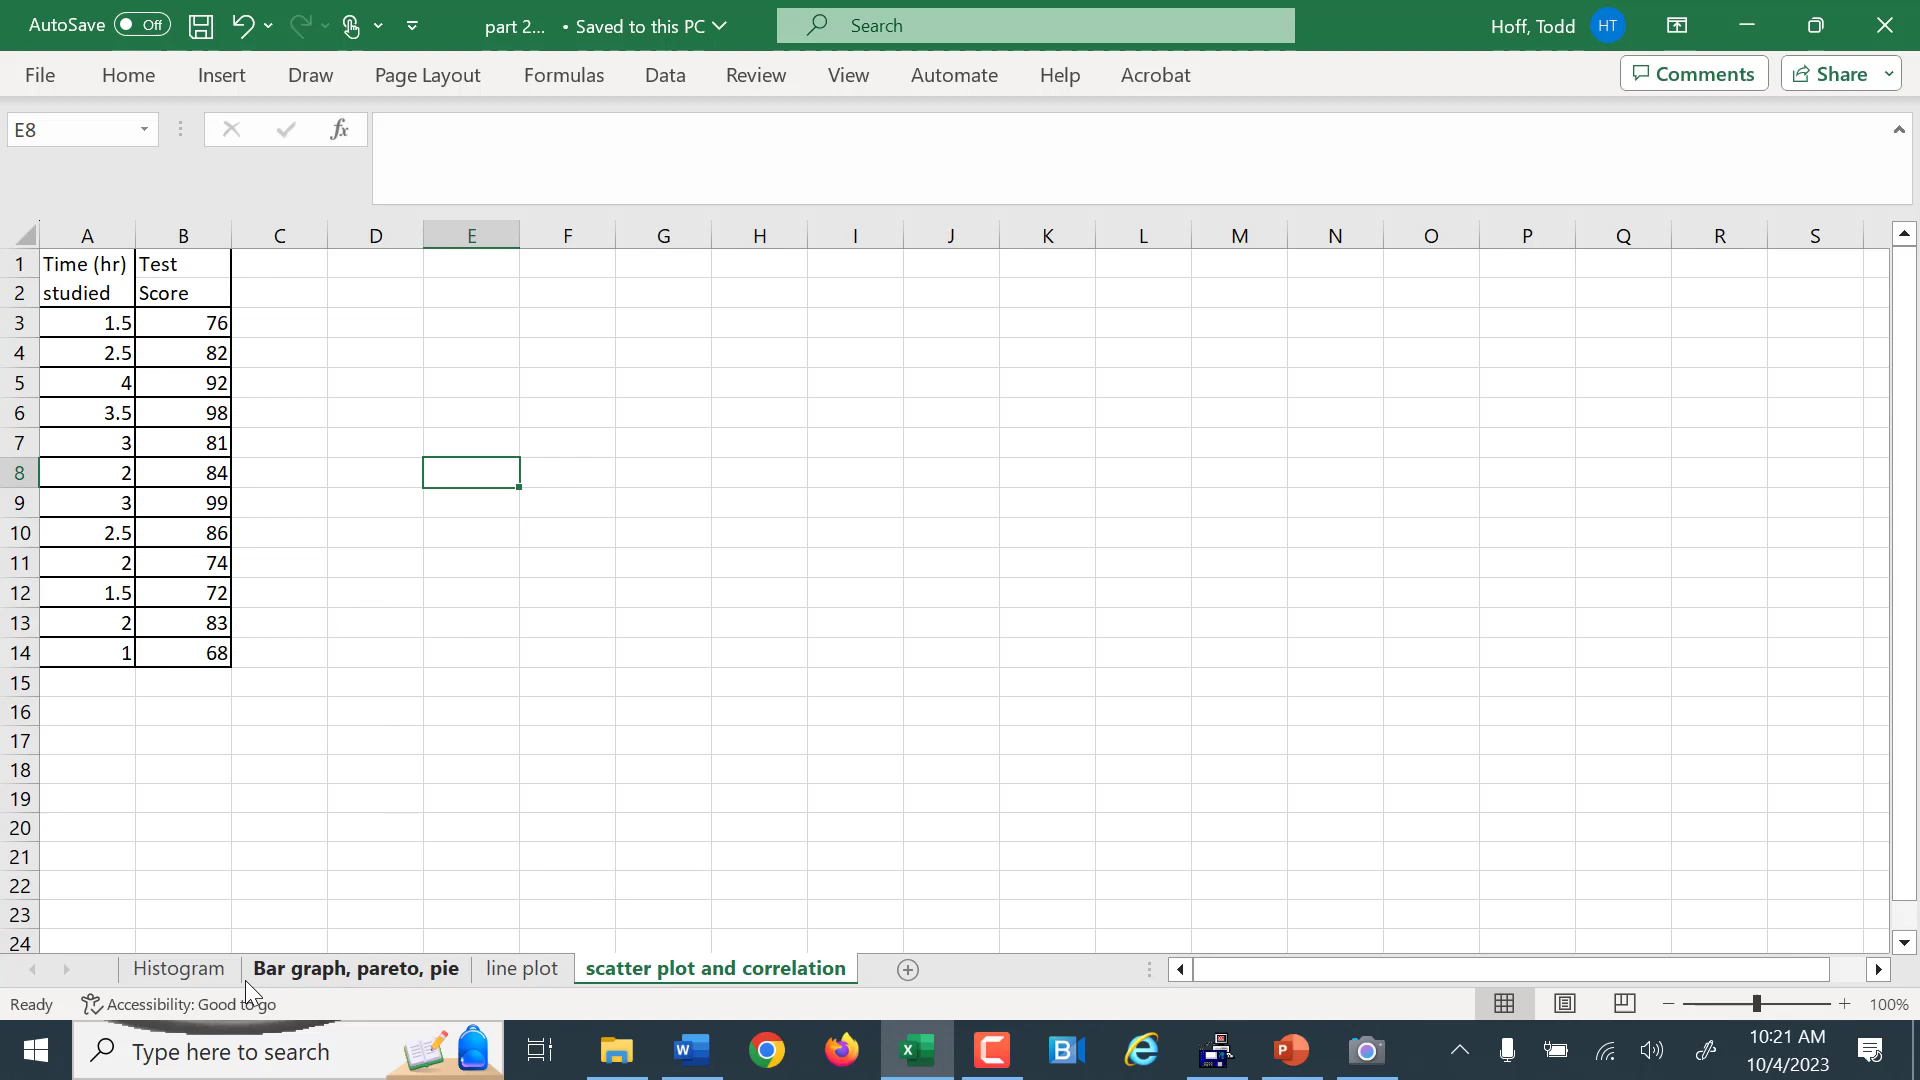 AutoSave Off part 2... • Saved to this PC Search Hoff, Todd HT
File Home Insert Draw Page Layout Formulas Data Review View Automate Help Acrobat Comments Share
E8 fx
A B C D E F G H I J K L M N O P Q R S
1 Time (hr) Test
2 studied Score
3 1.5 76
4 2.5 82
5 4 92
6 3.5 98
7 3 81
8 2 84
9 3 99
10 2.5 86
11 2 74
12 1.5 72
13 2 83
14 1 68
15
16
17
18
19
20
21
22
23
24
Histogram Bar graph, pareto, pie line plot scatter plot and correlation
Ready Accessibility: Good to go 100%
Type here to search 10:21 AM
10/4/2023